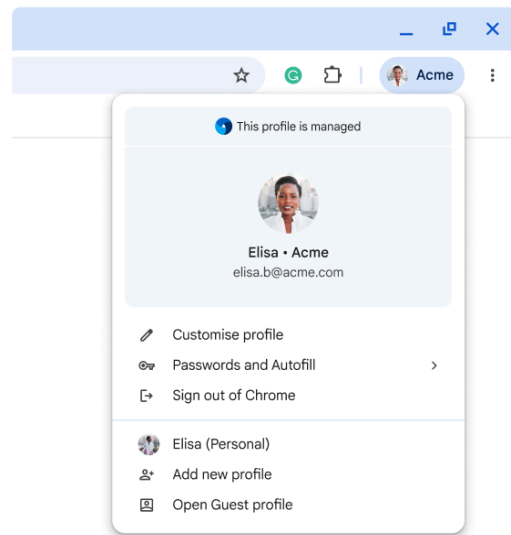 Acme
This profile is managed
Elisa • Acme
elisa.b@acme.com
Customise profile
Passwords and Autofill
Sign out of Chrome
Elisa (Personal)
Add new profile
Open Guest profile